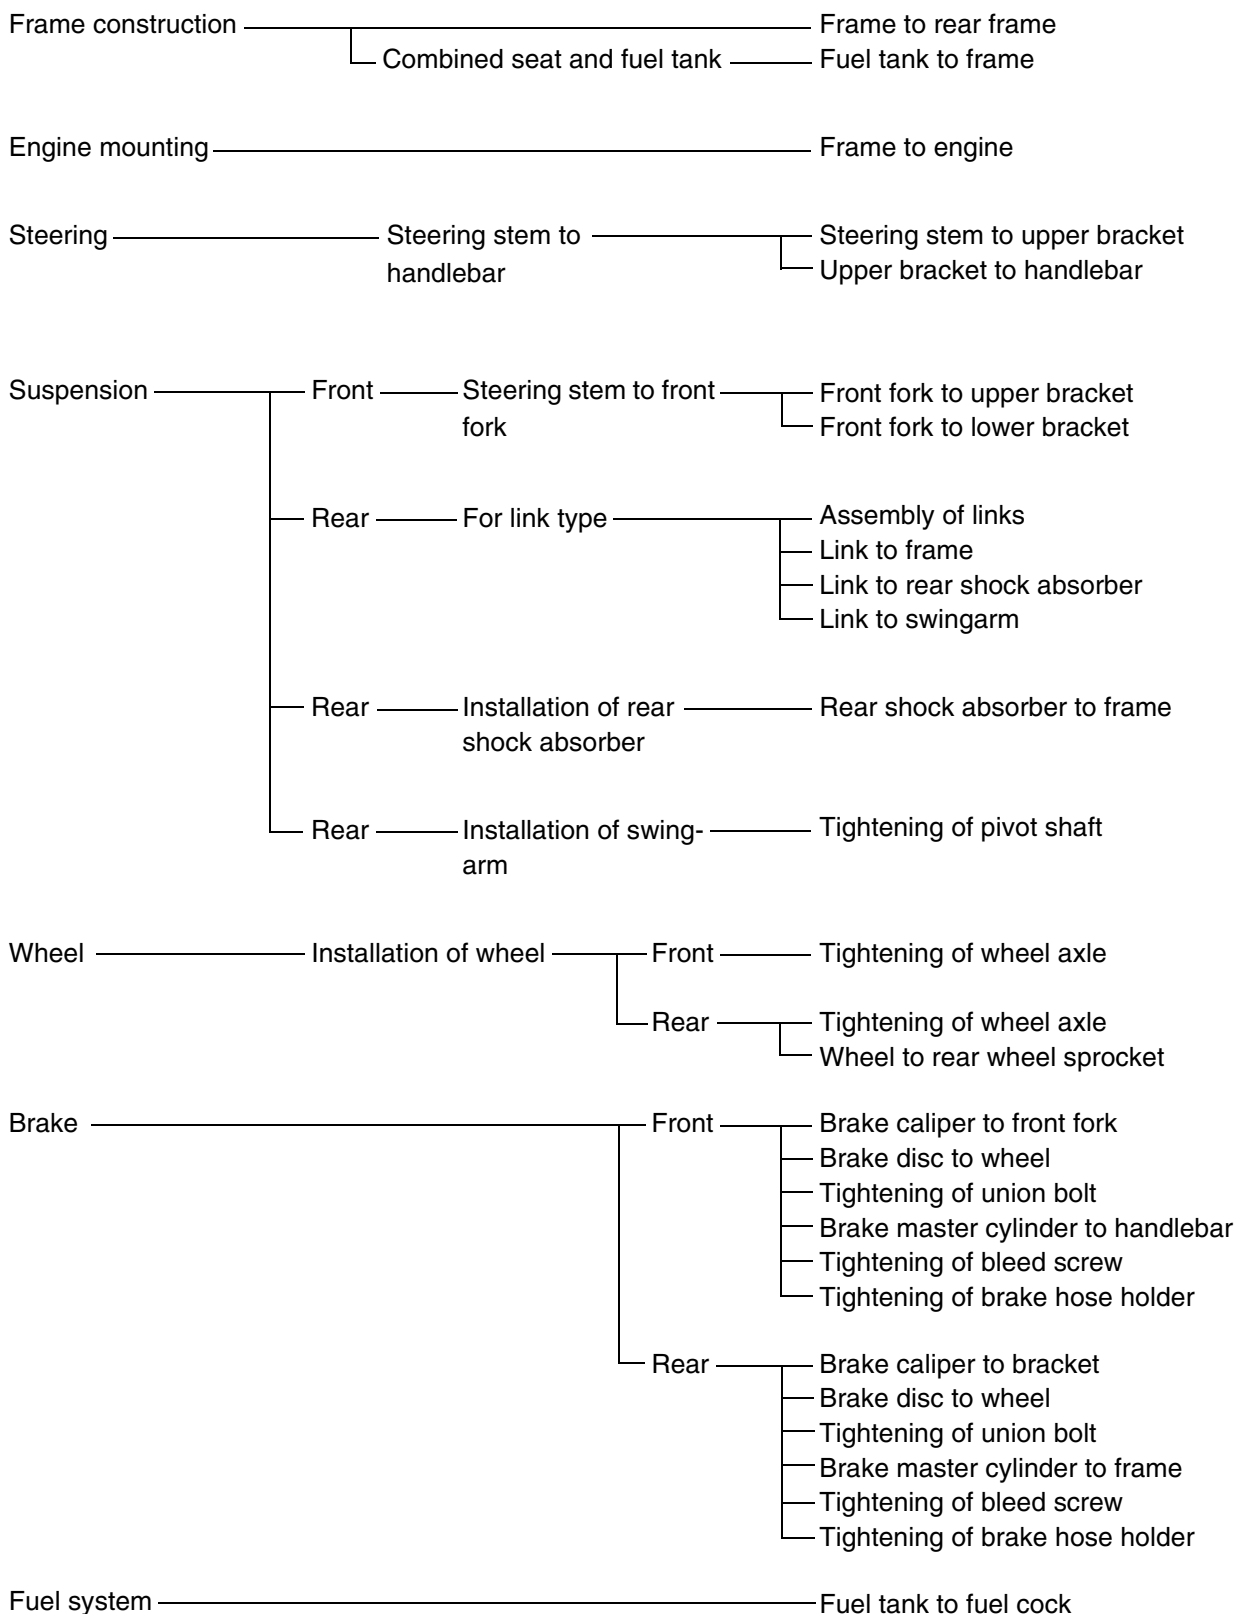 Frame construction Frame to rear frame
Combined seat and fuel tank Fuel tank to frame
Engine mounting Frame to engine
Steering Steering stem to Steering stem to upper bracket
handlebar Upper bracket to handlebar
Suspension Front Steering stem to front Front fork to upper bracket
fork Front fork to lower bracket
Rear For link type Assembly of links
Link to frame
Link to rear shock absorber
Link to swingarm
Rear Installation of rear Rear shock absorber to frame
shock absorber
Rear Installation of swing- Tightening of pivot shaft
arm
Wheel Installation of wheel Front Tightening of wheel axle
Rear Tightening of wheel axle
Wheel to rear wheel sprocket
Brake Front Brake caliper to front fork
Brake disc to wheel
Tightening of union bolt
Brake master cylinder to handlebar
Tightening of bleed screw
Tightening of brake hose holder
Rear Brake caliper to bracket
Brake disc to wheel
Tightening of union bolt
Brake master cylinder to frame
Tightening of bleed screw
Tightening of brake hose holder
Fuel system Fuel tank to fuel cock